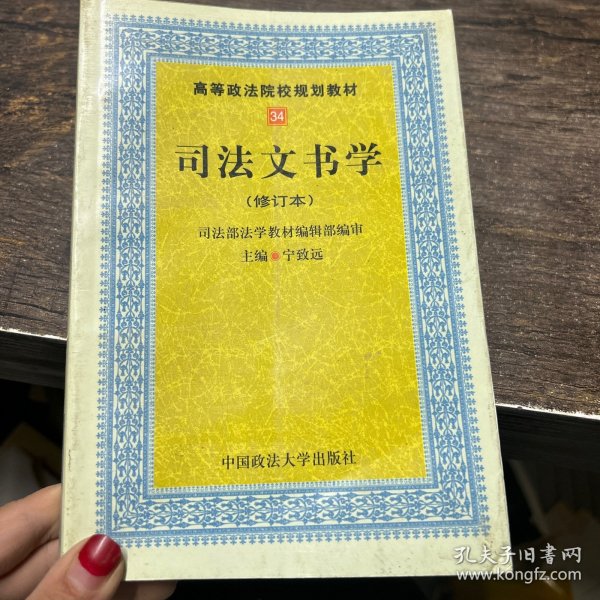 高等政法院校规划教材
34
司法文书学
（修订本）
司法部法学教材编辑部编审
主编 宁致远
中国政法大学出版社
孔夫子旧书网
www.kongfz.com